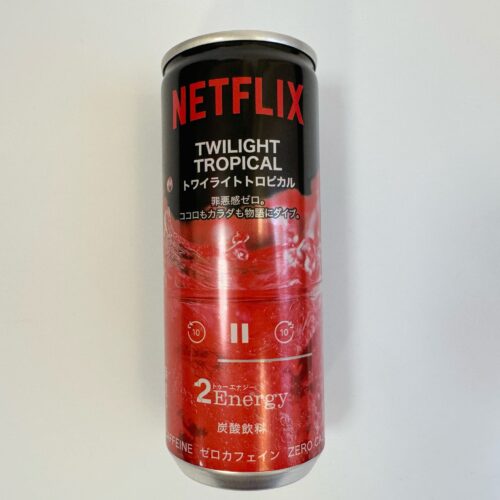 NETFLIX
TWILIGHT
TROPICAL
トワイライトトロピカル
罪悪感ゼロ。
ココロもカラダも物語にダイブ。
10 10
トゥーエナジー
2Energy
炭酸飲料
AFFEINE ゼロカフェイン ZERO CAL